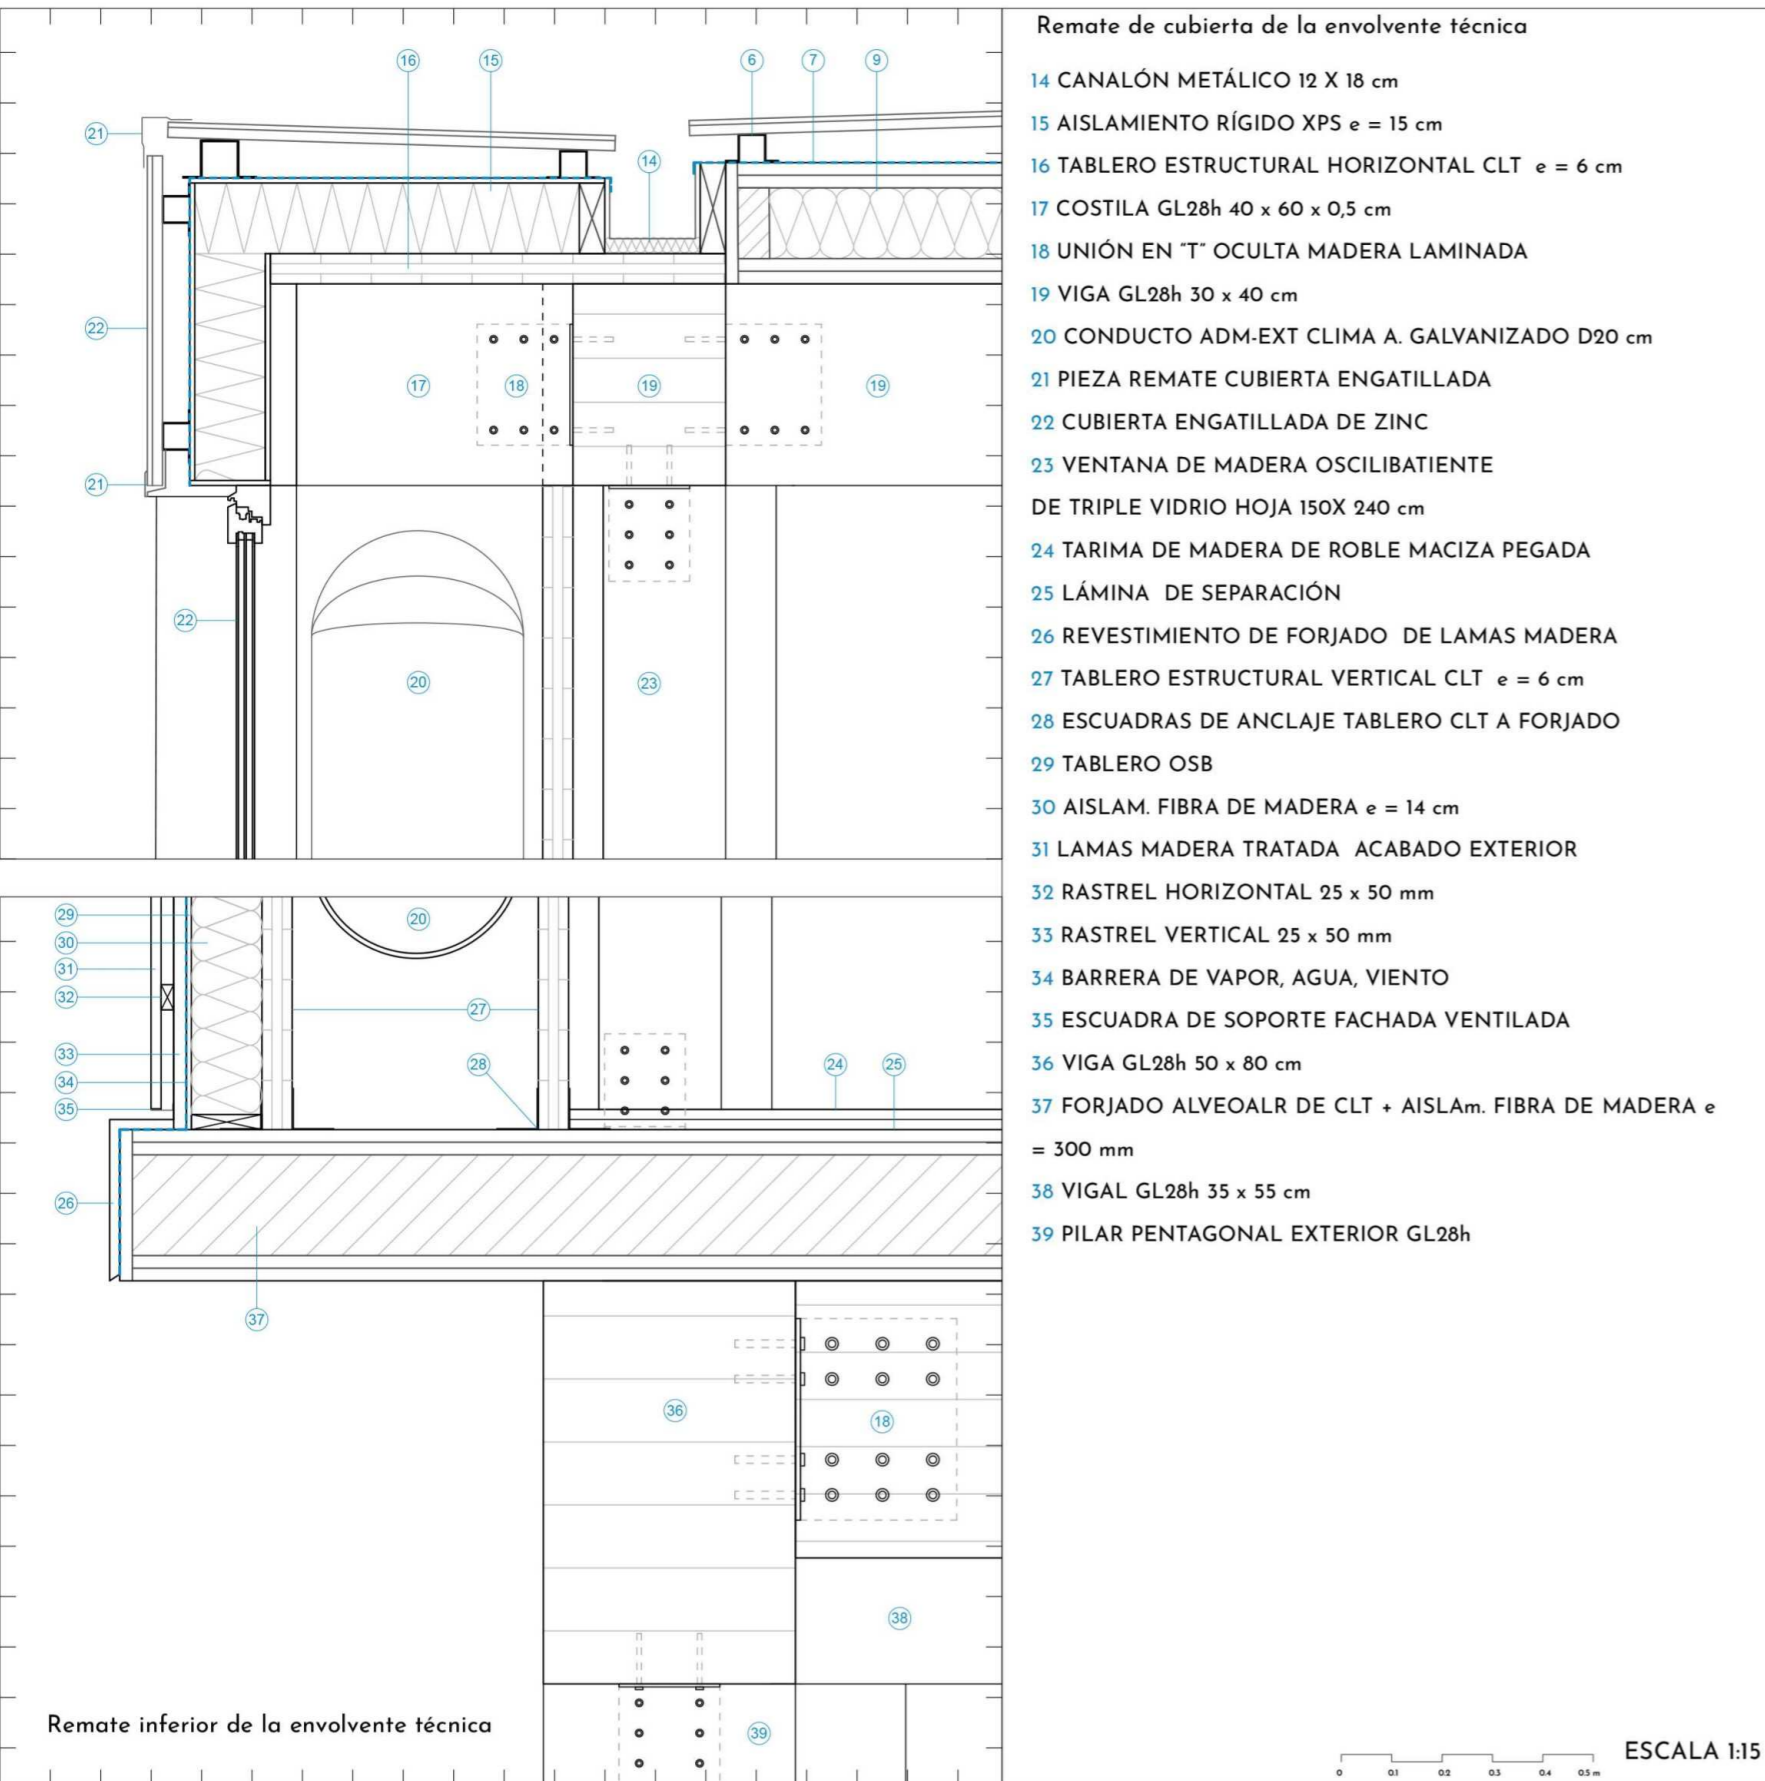 Remate de cubierta de la envolvente técnica
14 CANALÓN METÁLICO 12 X 18 cm
15 AISLAMIENTO RÍGIDO XPS e = 15 cm
16 TABLERO ESTRUCTURAL HORIZONTAL CLT e = 6 cm
17 COSTILA GL28h 40 x 60 x 0,5 cm
18 UNIÓN EN "T" OCULTA MADERA LAMINADA
19 VIGA GL28h 30 x 40 cm
20 CONDUCTO ADM-EXT CLIMA A. GALVANIZADO D20 cm
21 PIEZA REMATE CUBIERTA ENGATILLADA
22 CUBIERTA ENGATILLADA DE ZINC
23 VENTANA DE MADERA OSCILIBATIENTE
DE TRIPLE VIDRIO HOJA 150X 240 cm
24 TARIMA DE MADERA DE ROBLE MACIZA PEGADA
25 LÁMINA DE SEPARACIÓN
26 REVESTIMIENTO DE FORJADO DE LAMAS MADERA
27 TABLERO ESTRUCTURAL VERTICAL CLT e = 6 cm
28 ESCUADRAS DE ANCLAJE TABLERO CLT A FORJADO
29 TABLERO OSB
30 AISLAM. FIBRA DE MADERA e = 14 cm
31 LAMAS MADERA TRATADA ACABADO EXTERIOR
32 RASTREL HORIZONTAL 25 x 50 mm
33 RASTREL VERTICAL 25 x 50 mm
34 BARRERA DE VAPOR, AGUA, VIENTO
35 ESCUADRA DE SOPORTE FACHADA VENTILADA
36 VIGA GL28h 50 x 80 cm
37 FORJADO ALVEOALR DE CLT + AISLAm. FIBRA DE MADERA e
= 300 mm
38 VIGAL GL28h 35 x 55 cm
39 PILAR PENTAGONAL EXTERIOR GL28h
16 15 6 7 9
21
14
22
17 18 19 19
21
22
20 23
29
20
30
31
32
27
33
28 24 25
34
35
26
37
36
18
38
39
Remate inferior de la envolvente técnica
ESCALA 1:15
0 0.1 0.2 0.3 0.4 0.5 m